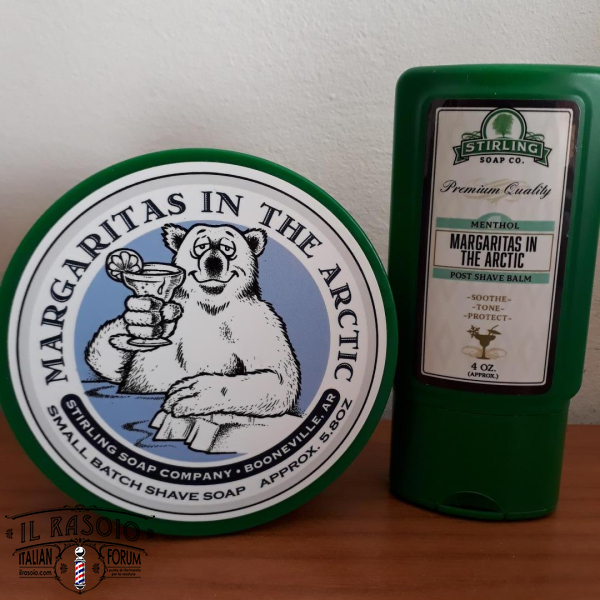 MARGARITAS IN THE ARCTIC
STIRLING SOAP COMPANY • BOONEVILLE, AR
SMALL BATCH SHAVE SOAP APPROX. 5.8OZ
STIRLING
SOAP CO.
Premium Quality
MENTHOL
MARGARITAS IN
THE ARCTIC
POST SHAVE BALM
-SOOTHE-
-TONE-
-PROTECT-
4 OZ.
(APPROX.)
IL RASOIO
ITALIAN FORUM
ilrasoio.com